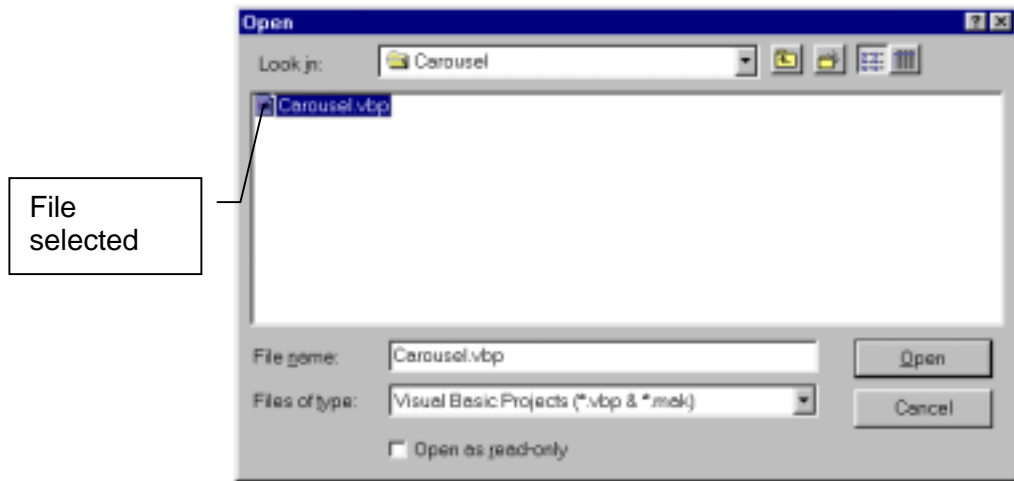 Open
Look in:
Carousel
Carousel.vbp
File
selected
File name:
Carousel.vbp
Open
Files of type:
Visual Basic Projects (*.vbp & *.mak)
Cancel
Open as read-only